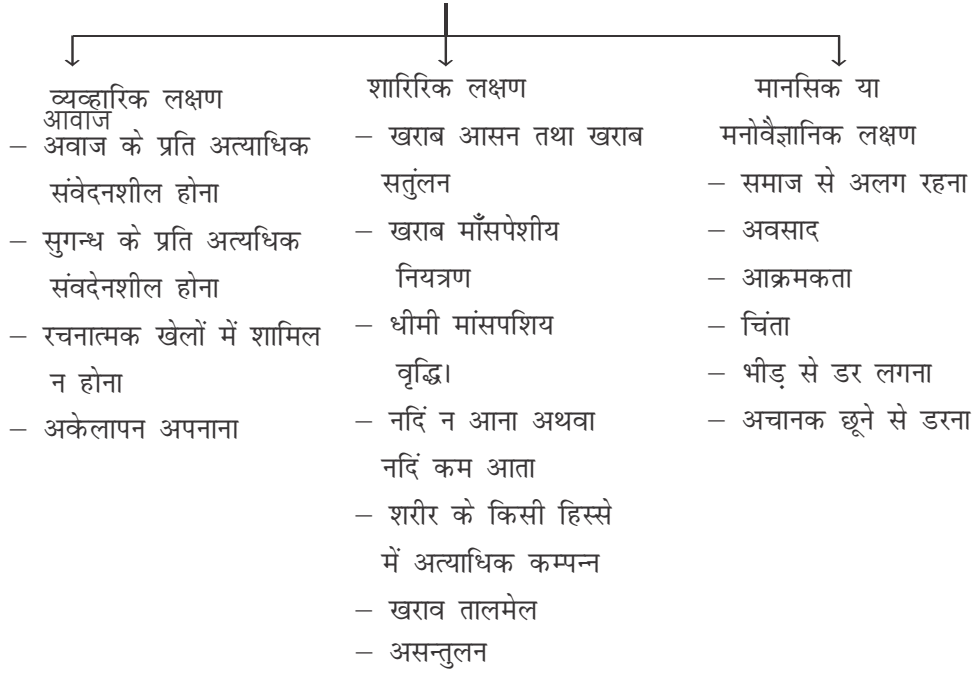 व्यव्हारिक लक्षण
आवाज
– अवाज के प्रति अत्याधिक
संवेदनशील होना
– सुगन्ध के प्रति अत्यधिक
संवदेनशील होना
– रचनात्मक खेलों में शामिल
न होना
– अकेलापन अपनाना
शारिरिक लक्षण
– खराब आसन तथा खराब
सतुंलन
– खराब माँसपेशीय
नियत्रण
– धीमी मांसपशिय
वृद्धि।
– नदिं न आना अथवा
नदिं कम आता
– शरीर के किसी हिस्से
में अत्याधिक कम्पन्न
– खराव तालमेल
– असन्तुलन
मानसिक या
मनोवैज्ञानिक लक्षण
– समाज से अलग रहना
– अवसाद
– आक्रमकता
– चिंता
– भीड़ से डर लगना
– अचानक छूने से डरना